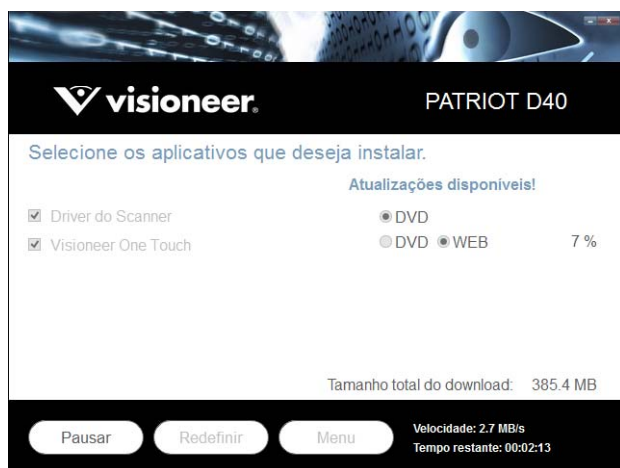 visioneer®
PATRIOT D40
Selecione os aplicativos que deseja instalar.
Atualizações disponíveis!
Driver do Scanner
DVD
Visioneer One Touch
DVD WEB 7 %
Tamanho total do download: 385.4 MB
Pausar
Redefinir
Menu
Velocidade: 2.7 MB/s
Tempo restante: 00:02:13